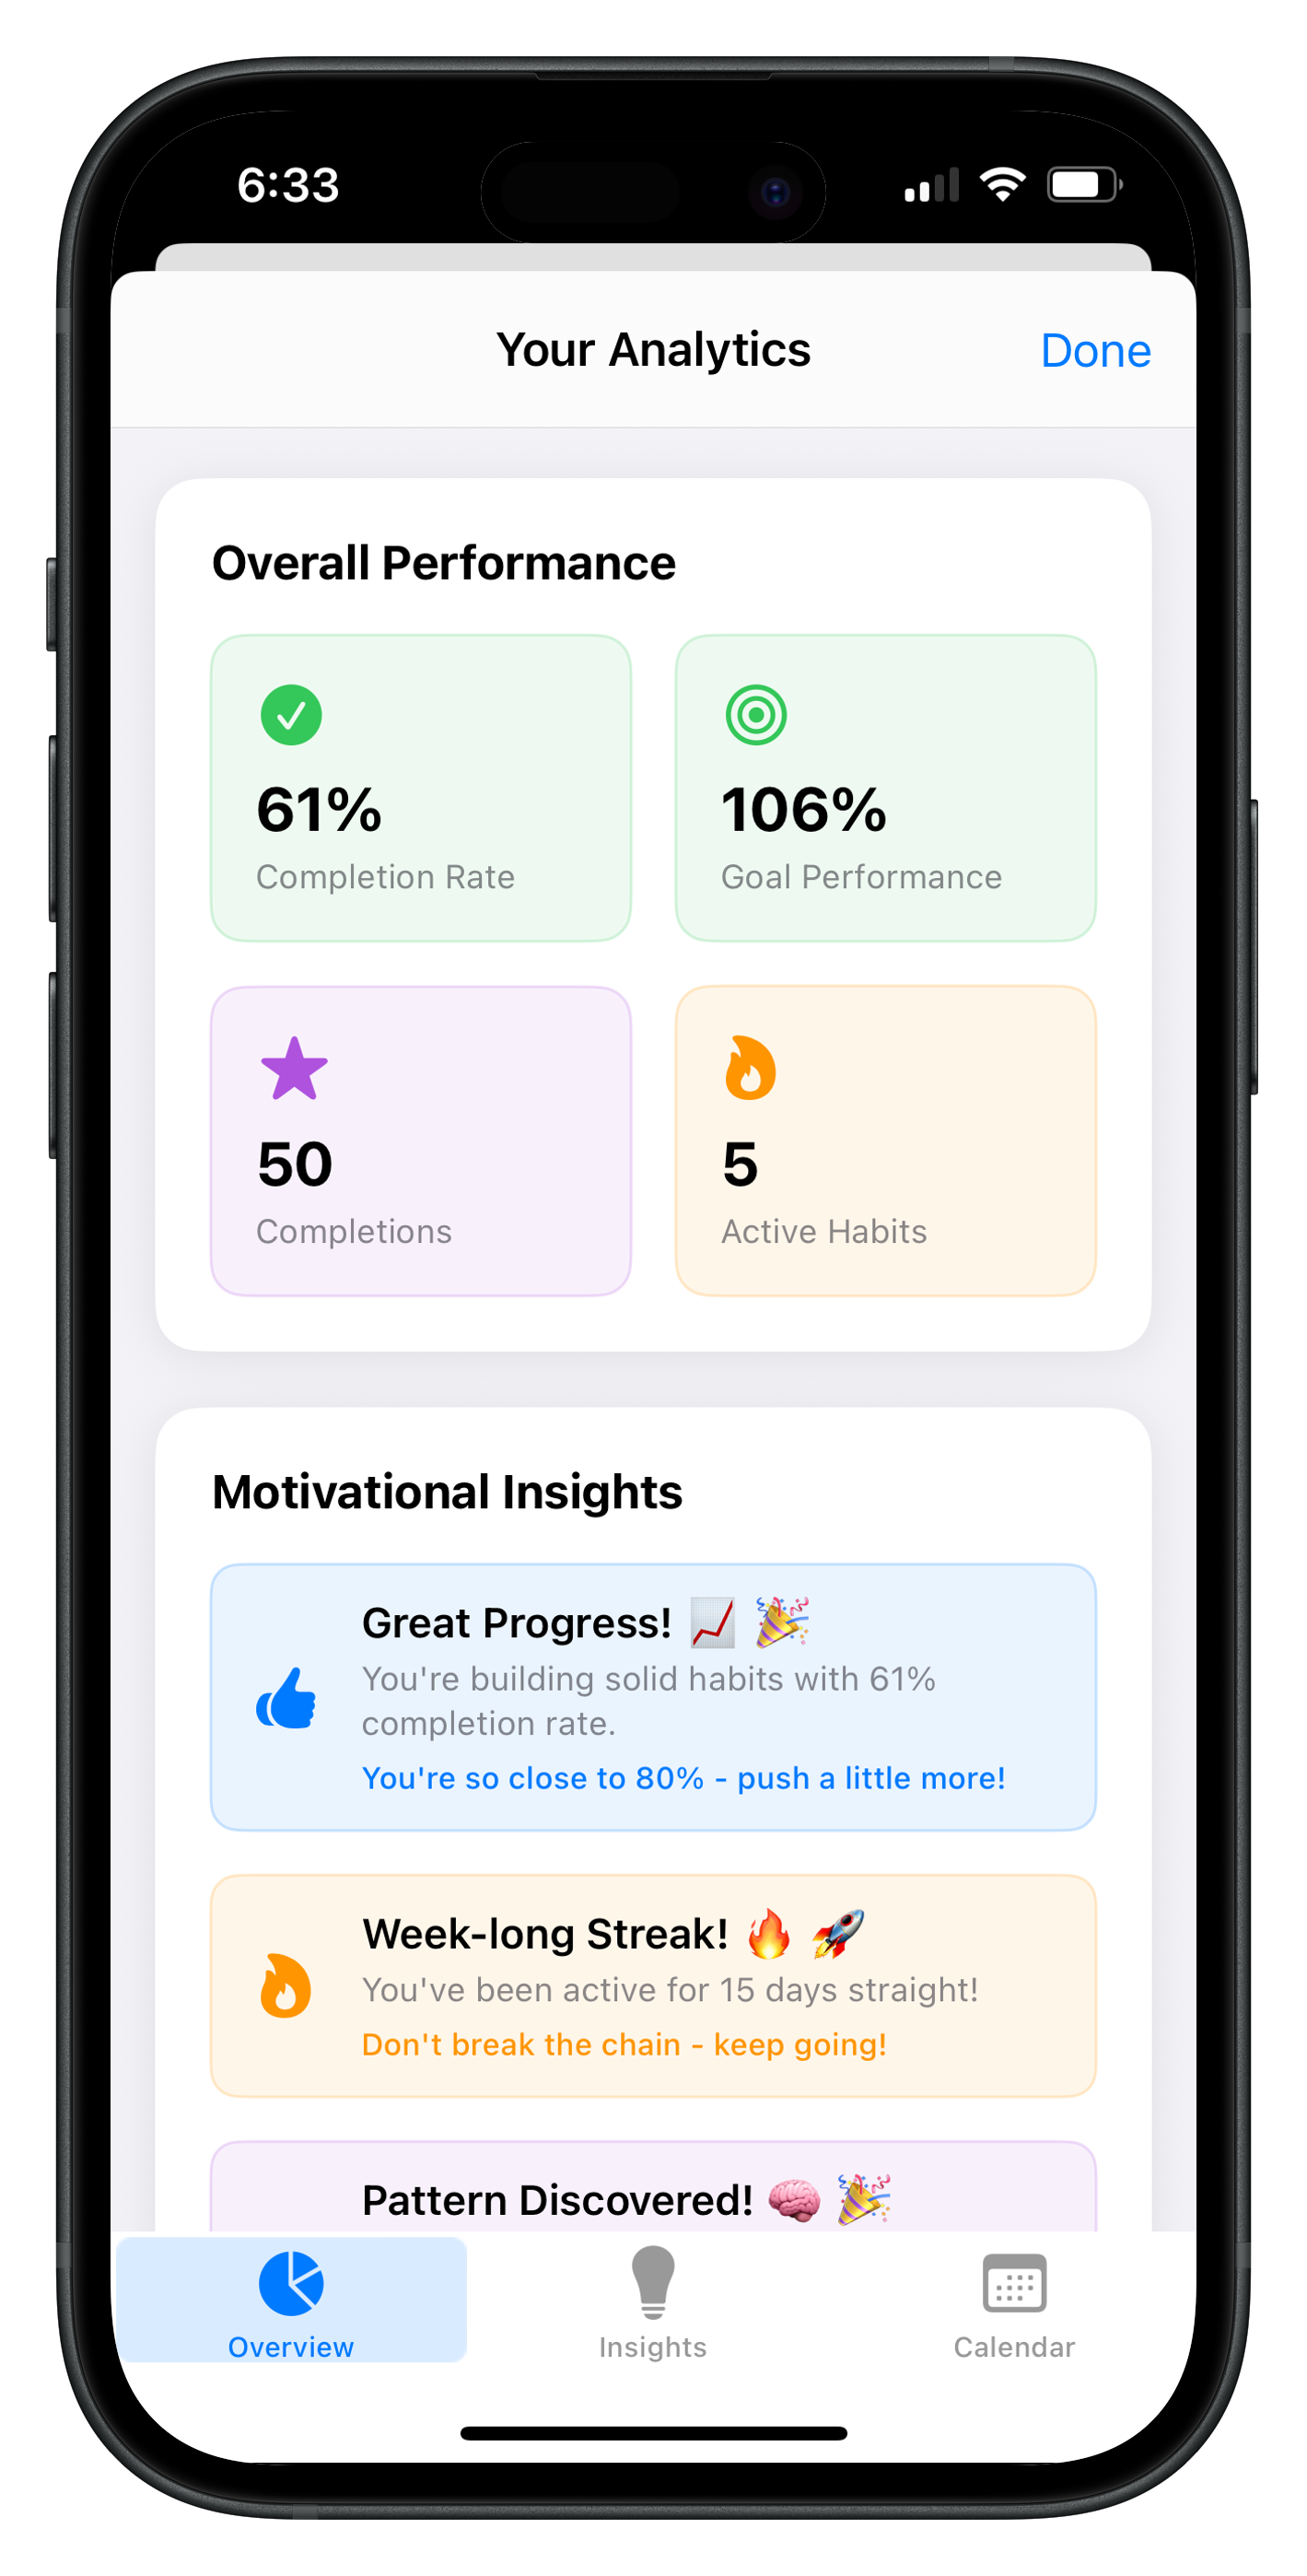 6:33
Your Analytics
Done
Overall Performance
61%
Completion Rate
106%
Goal Performance
50
Completions
5
Active Habits
Motivational Insights
Great Progress! 📈 🎉
You're building solid habits with 61%
completion rate.
You're so close to 80% - push a little more!
Week-long Streak! 🔥 🚀
You've been active for 15 days straight!
Don't break the chain - keep going!
Pattern Discovered! 🧠 🎉
Overview
Insights
Calendar